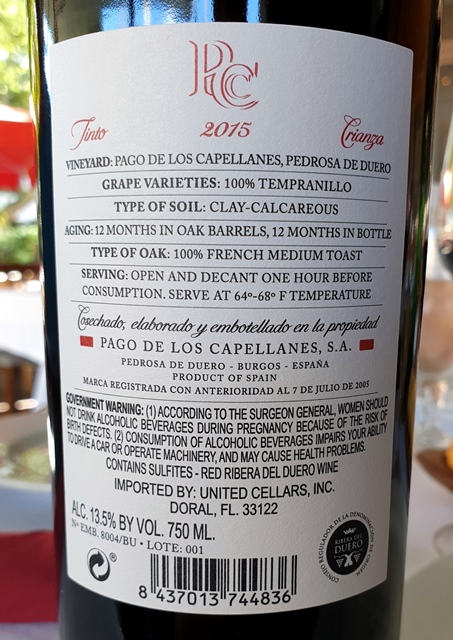 PCC
Tinto
2015
Crianza
VINEYARD: PAGO DE LOS CAPELLANES, PEDROSA DE DUERO
GRAPE VARIETIES: 100% TEMPRANILLO
TYPE OF SOIL: CLAY-CALCAREOUS
AGING: 12 MONTHS IN OAK BARRELS, 12 MONTHS IN BOTTLE
TYPE OF OAK: 100% FRENCH MEDIUM TOAST
SERVING: OPEN AND DECANT ONE HOUR BEFORE
CONSUMPTION. SERVE AT 64º-68º F TEMPERATURE
Cosechado, elaborado y embotellado en la propiedad
PAGO DE LOS CAPELLANES, S.A.
PEDROSA DE DUERO - BURGOS - ESPAÑA
PRODUCT OF SPAIN
MARCA REGISTRADA CON ANTERIORIDAD AL 7 DE JULIO DE 2005
GOVERNMENT WARNING: (1) ACCORDING TO THE SURGEON GENERAL, WOMEN SHOULD
NOT DRINK ALCOHOLIC BEVERAGES DURING PREGNANCY BECAUSE OF THE RISK OF
BIRTH DEFECTS. (2) CONSUMPTION OF ALCOHOLIC BEVERAGES IMPAIRS YOUR ABILITY
TO DRIVE A CAR OR OPERATE MACHINERY, AND MAY CAUSE HEALTH PROBLEMS.
CONTAINS SULFITES - RED RIBERA DEL DUERO WINE
IMPORTED BY: UNITED CELLARS, INC.
DORAL, FL. 33122
ALC. 13.5% BY VOL. 750 ML.
Nº EMB. 8004/BU • LOTE: 001
®
8 437013 744836
CONSEJO REGULADOR DE LA DENOMINACIÓN DE ORIGEN
RIBERA DEL
DUERO